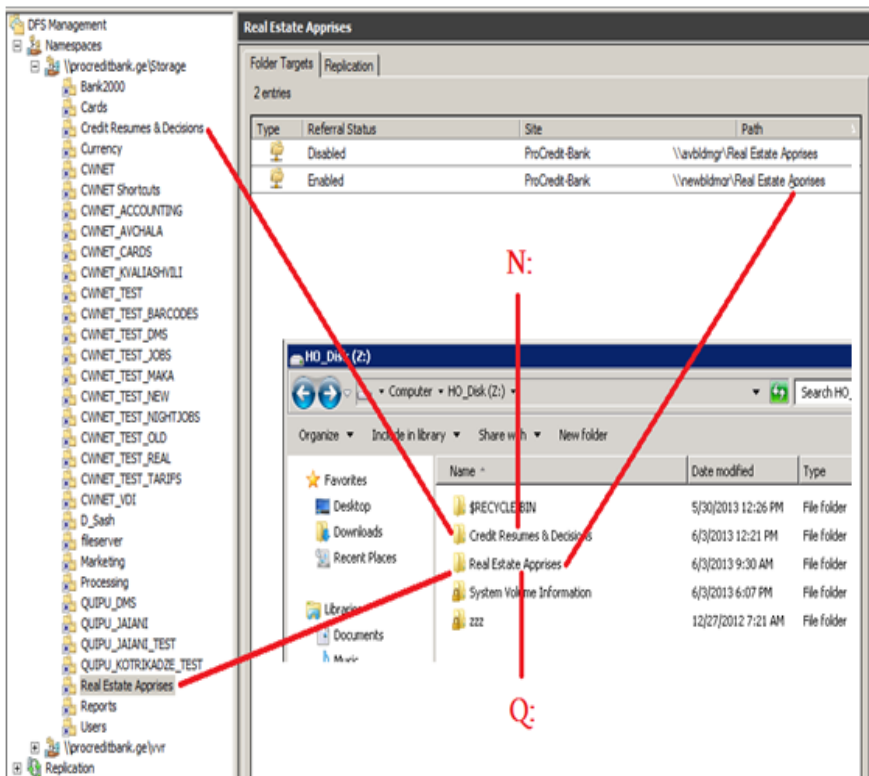 DFS Management
Namespaces
\\procreditbank.ge\Storage
Bank2000
Cards
Credit Resumes & Decisions
Currency
CWNET
CWNET Shortcuts
CWNET_ACCOUNTING
CWNET_AVCHALA
CWNET_CARDS
CWNET_KVALIASHVILI
CWNET_TEST
CWNET_TEST_BARCODES
CWNET_TEST_DMS
CWNET_TEST_JOBS
CWNET_TEST_MAKA
CWNET_TEST_NEW
CWNET_TEST_NIGHTJOBS
CWNET_TEST_OLD
CWNET_TEST_REAL
CWNET_TEST_TARIFS
CWNET_VDI
D_Sash
fileserver
Marketing
Processing
QUIPU_DMS
QUIPU_JAIANI
QUIPU_JAIANI_TEST
QUIPU_KOTRIKADZE_TEST
Real Estate Apprises
Reports
Users
\\procreditbank.ge\vvr
Replication
Real Estate Apprises
Folder Targets Replication
2 entries
Type Referral Status Site Path
Disabled ProCredit-Bank \\avbldmgr\Real Estate Apprises
Enabled ProCredit-Bank \\newbldmgr\Real Estate Apprises
N:
HO_Disk (Z:)
Computer HO_Disk (Z:) Search HO_
Organize Include in library Share with New folder
Favorites
Desktop
Downloads
Recent Places
Libraries
Documents
Music
Name Date modified Type
$RECYCLE.BIN 5/30/2013 12:26 PM File folder
Credit Resumes & Decisions 6/3/2013 12:21 PM File folder
Real Estate Apprises 6/3/2013 9:30 AM File folder
System Volume Information 6/3/2013 6:07 PM File folder
zzz 12/27/2012 7:21 AM File folder
Q: